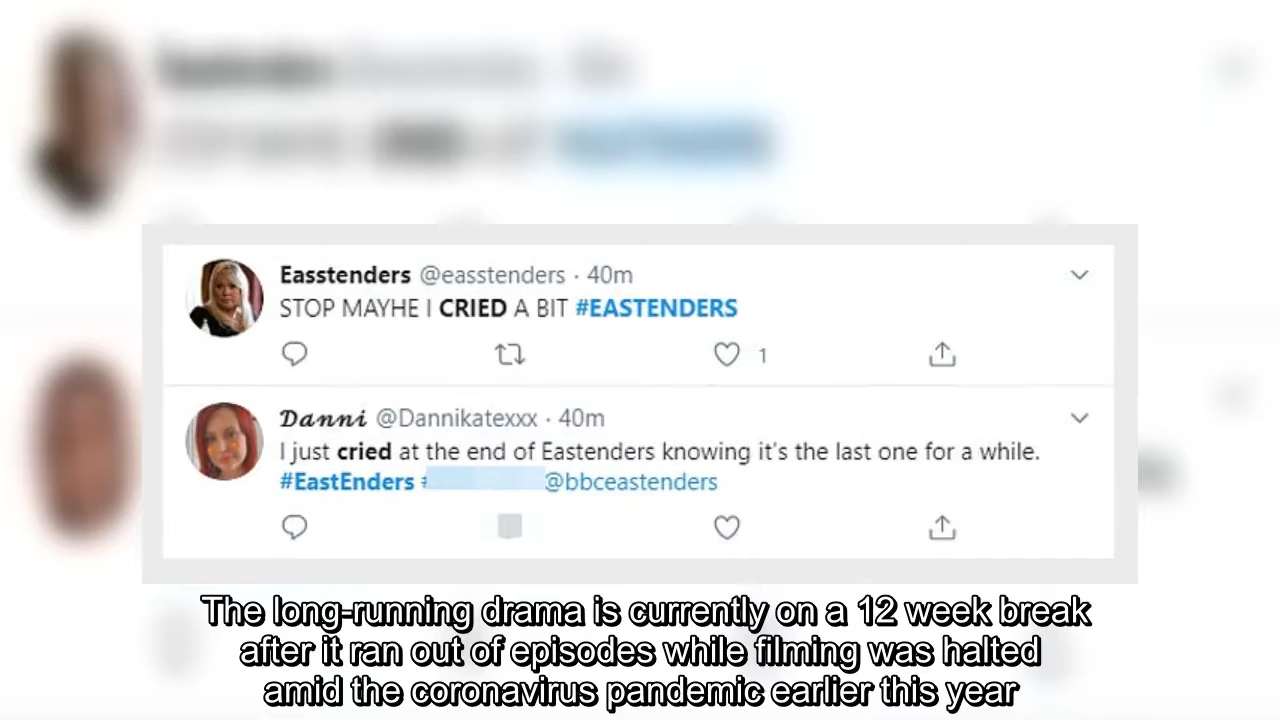 Easstenders @easstenders · 40m
STOP MAYHE I CRIED A BIT #EASTENDERS
1
Danni @Dannikatexxx · 40m
I just cried at the end of Eastenders knowing it's the last one for a while.
#EastEnders @bbceastenders
The long-running drama is currently on a 12 week break
after it ran out of episodes while filming was halted
amid the coronavirus pandemic earlier this year